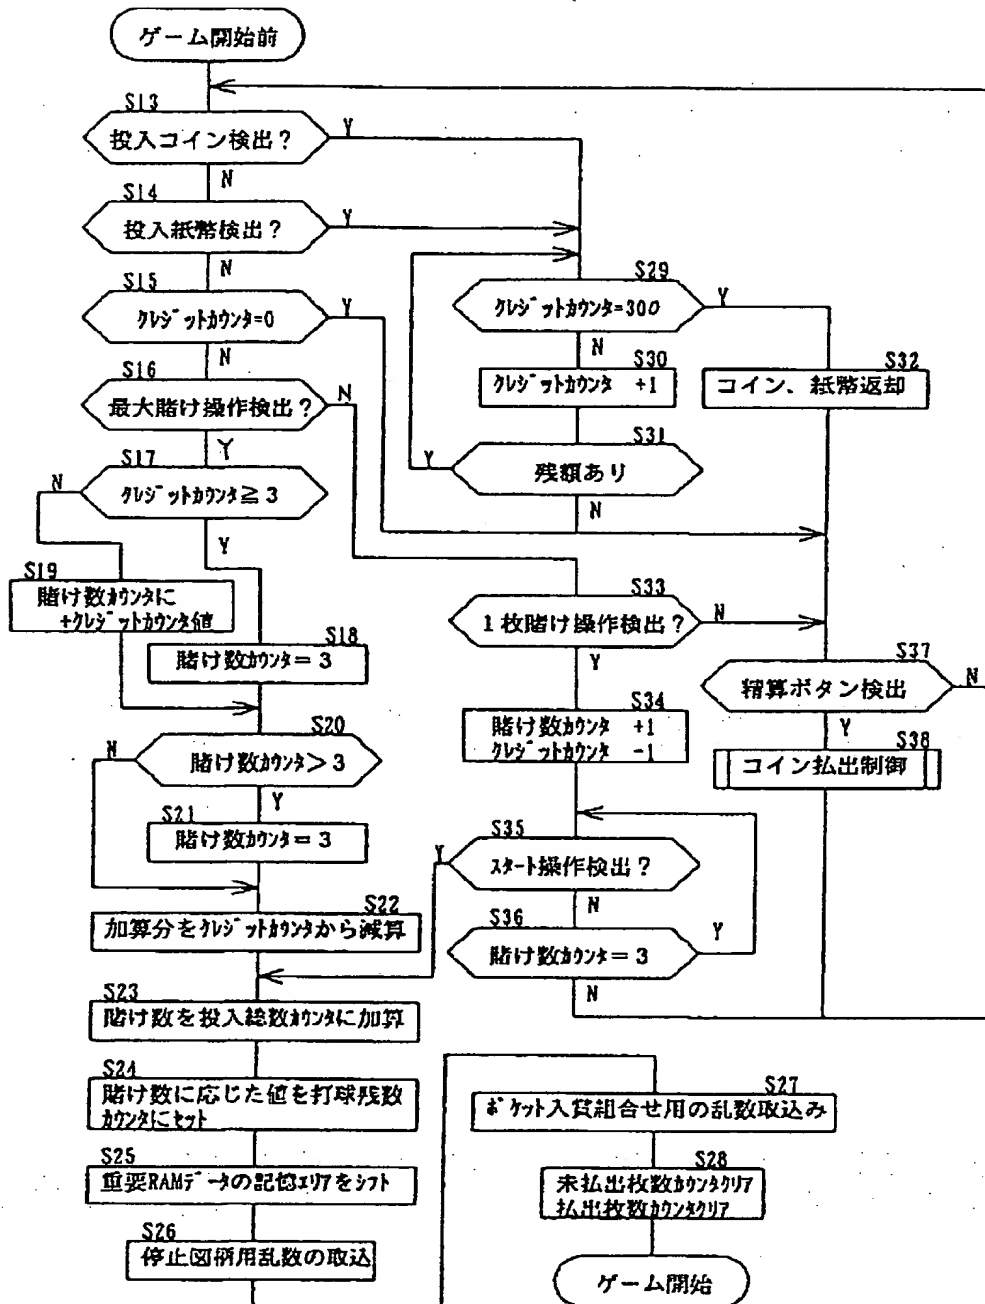 ゲーム開始前
S13
投入コイン検出?
Y
N
S14
投入紙幣検出?
Y
N
S15
クレジットカウンタ=0
Y
N
S16
最大賭け操作検出?
N
Y
S17
クレジットカウンタ≧3
N
Y
S19
賭け数カウンタに
+クレジットカウンタ値
S18
賭け数カウンタ=3
S20
賭け数カウンタ>3
N
Y
S21
賭け数カウンタ=3
S22
加算分をクレジットカウンタから減算
S23
賭け数を投入総数カウンタに加算
S24
賭け数に応じた値を打球残数
カウンタにセット
S25
重要RAMデータの記憶エリアをシフト
S26
停止図柄用乱数の取込
S29
クレジットカウンタ=300
Y
N
S30
クレジットカウンタ +1
S31
残額あり
Y
N
S32
コイン、紙幣返却
S33
1枚賭け操作検出?
N
Y
S34
賭け数カウンタ +1
クレジットカウンタ -1
S35
スタート操作検出?
Y
N
S36
賭け数カウンタ=3
Y
N
S37
精算ボタン検出
N
Y
S38
コイン払出制御
S27
ポケット入賞組合せ用の乱数取込み
S28
未払出枚数カウンタクリア
払出枚数カウンタクリア
ゲーム開始